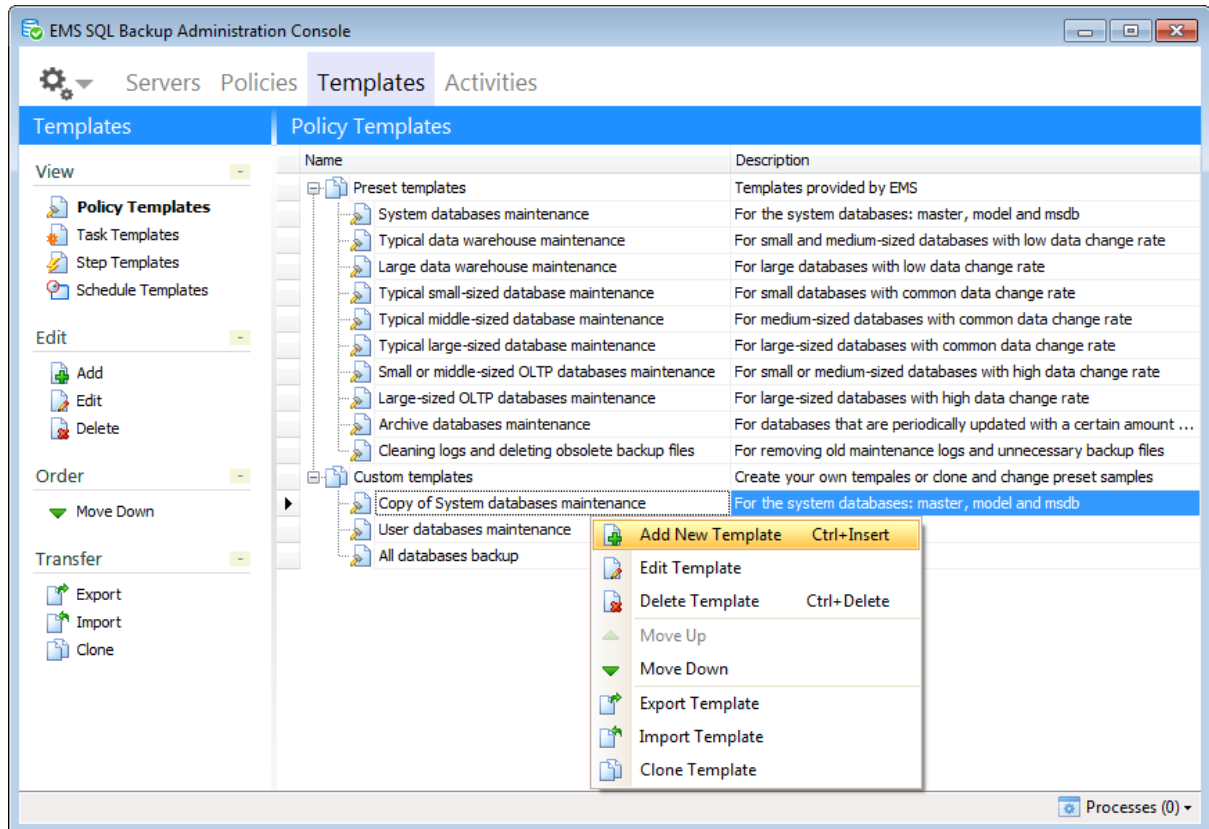 EMS SQL Backup Administration Console
Servers Policies Templates Activities
Templates
Policy Templates
View
Policy Templates
Task Templates
Step Templates
Schedule Templates
Edit
Add
Edit
Delete
Order
Move Down
Transfer
Export
Import
Clone
Name Description
Preset templates Templates provided by EMS
System databases maintenance For the system databases: master, model and msdb
Typical data warehouse maintenance For small and medium-sized databases with low data change rate
Large data warehouse maintenance For large databases with low data change rate
Typical small-sized database maintenance For small databases with common data change rate
Typical middle-sized database maintenance For medium-sized databases with common data change rate
Typical large-sized database maintenance For large-sized databases with common data change rate
Small or middle-sized OLTP databases maintenance For small or medium-sized databases with high data change rate
Large-sized OLTP databases maintenance For large-sized databases with high data change rate
Archive databases maintenance For databases that are periodically updated with a certain amount ...
Cleaning logs and deleting obsolete backup files For removing old maintenance logs and unnecessary backup files
Custom templates Create your own tempales or clone and change preset samples
Copy of System databases maintenance For the system databases: master, model and msdb
User databases maintenance
All databases backup
Add New Template Ctrl+Insert
Edit Template
Delete Template Ctrl+Delete
Move Up
Move Down
Export Template
Import Template
Clone Template
Processes (0)